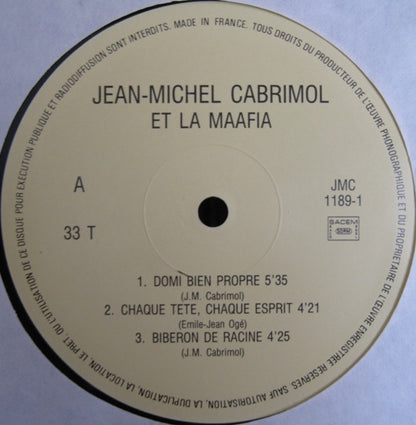 EXECUTION PUBLIQUE ET RADIODIFFUSION SONT INTERDITS. MADE IN FRANCE. TOUS DROITS DU PRODUCTEUR DE L'ŒUVRE PHONOGRAPHIQUE ET DU PROPRIETAIRE DE L'ŒUVRE ENREGISTREE RESERVES. SAUF AUTORISATION, LA DUPLICATION, LA LOCATION, LE PRET, OU L'UTILISATION DE CE DISQUE POUR
JEAN-MICHEL CABRIMOL
ET LA MAAFIA
A
JMC
1189-1
33 T
SACEM
1. DOMI BIEN PROPRE 5'35
(J.M. Cabrimol)
2. CHAQUE TETE, CHAQUE ESPRIT 4'21
(Emile-Jean Ogé)
3. BIBERON DE RACINE 4'25
(J.M. Cabrimol)